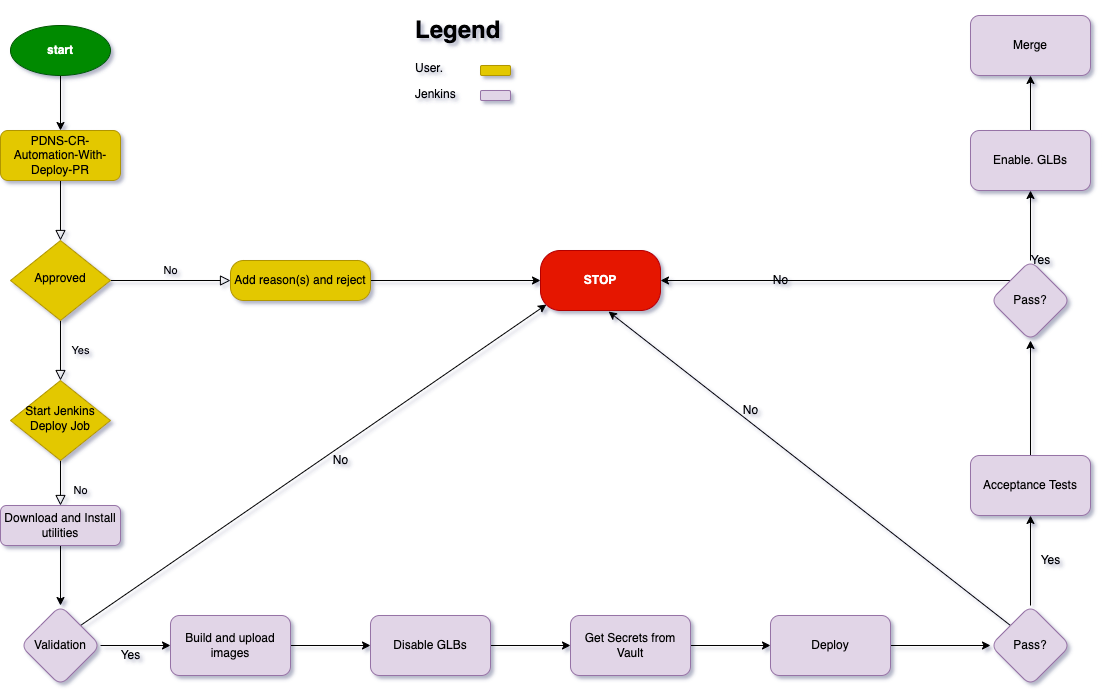 Legend
User.
Jenkins
start
PDNS-CR-
Automation-With-
Deploy-PR
Approved
No
Add reason(s) and reject
STOP
Yes
Start Jenkins
Deploy Job
No
Download and Install
utilities
Validation
No
Yes
Build and upload
images
Disable GLBs
Get Secrets from
Vault
Deploy
Pass?
No
Yes
Acceptance Tests
Pass?
No
Yes
Enable. GLBs
Merge